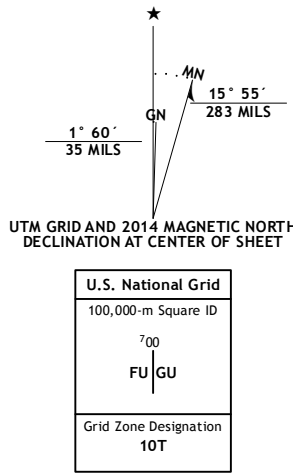 MN
GN
15° 55´
283 MILS
1° 60´
35 MILS
UTM GRID AND 2014 MAGNETIC NORTH
DECLINATION AT CENTER OF SHEET
U.S. National Grid
100,000-m Square ID
⁷00
FU GU
Grid Zone Designation
10T